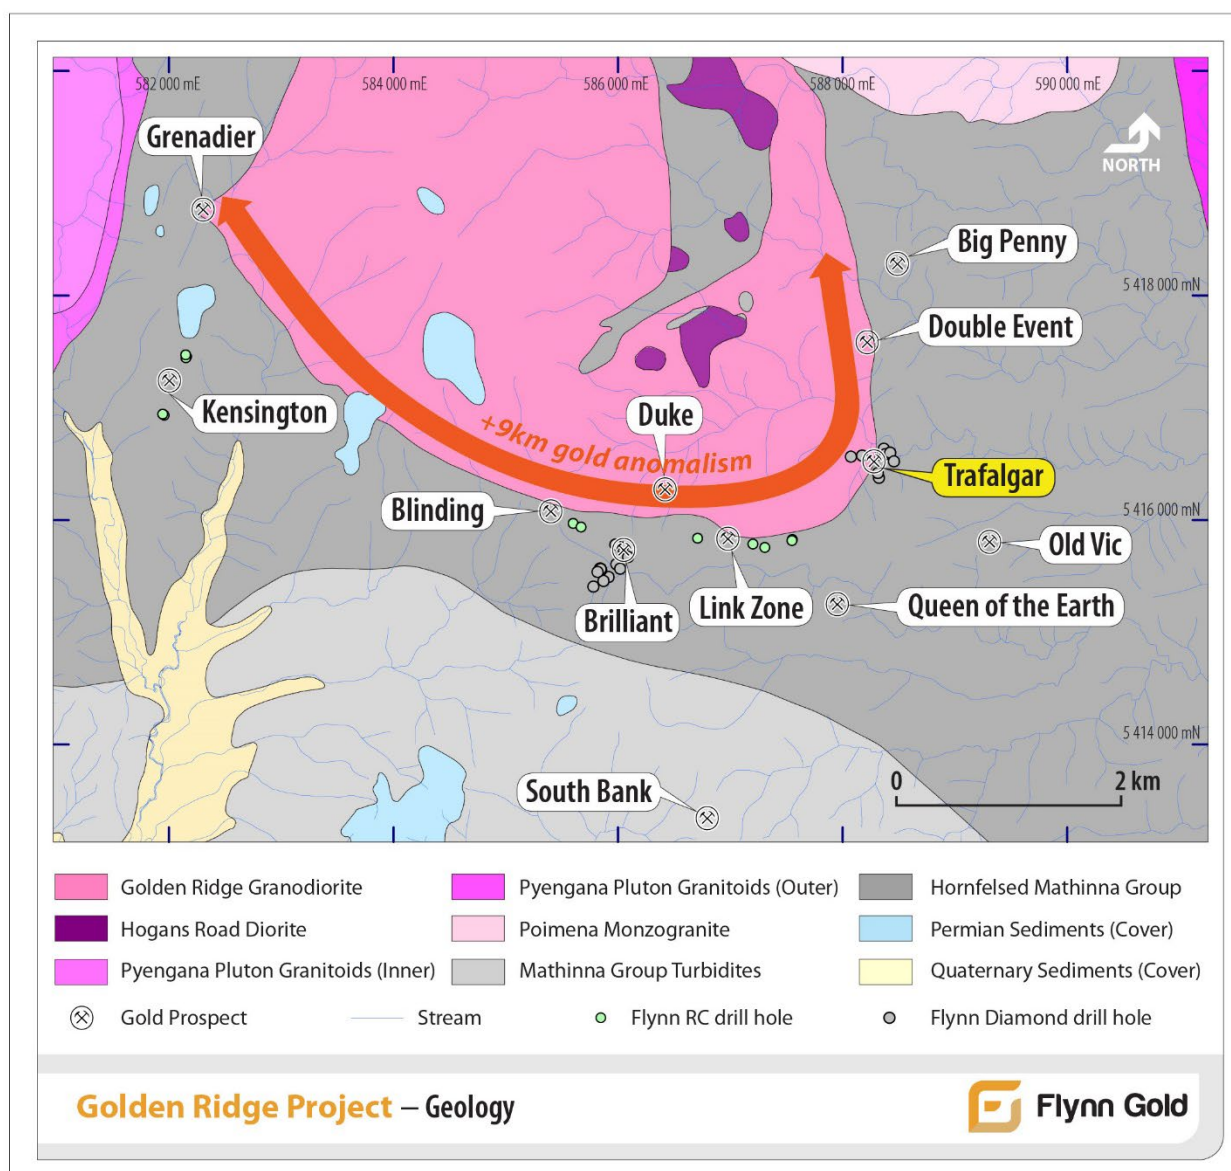 582 000 mE
584 000 mE
586 000 mE
588 000 mE
590 000 mE
Grenadier
NORTH
Big Penny
5 418 000 mN
Double Event
Kensington
Duke
+9km gold anomalism
Trafalgar
Blinding
5 416 000 mN
Old Vic
Brilliant
Link Zone
Queen of the Earth
5 414 000 mN
South Bank
0
2 km
Golden Ridge Granodiorite
Pyengana Pluton Granitoids (Outer)
Hornfelsed Mathinna Group
Hogans Road Diorite
Poimena Monzogranite
Permian Sediments (Cover)
Pyengana Pluton Granitoids (Inner)
Mathinna Group Turbidites
Quaternary Sediments (Cover)
Gold Prospect
Stream
Flynn RC drill hole
Flynn Diamond drill hole
Golden Ridge Project – Geology
Flynn Gold